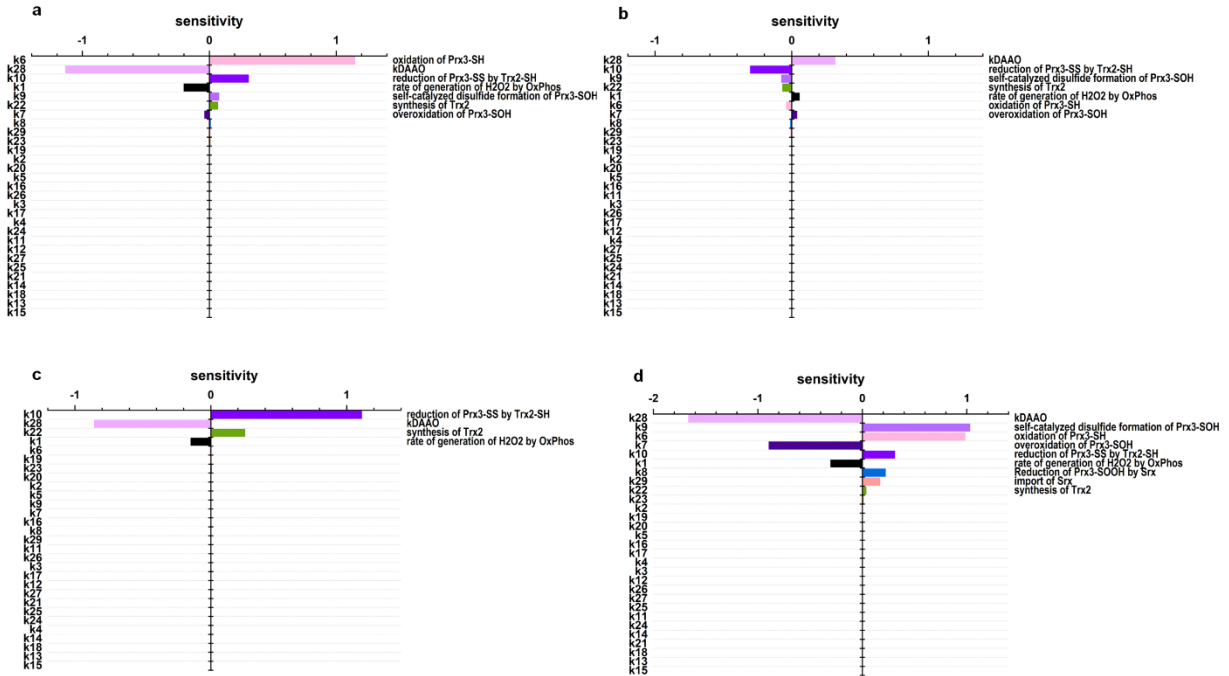 a
sensitivity
-1 0 1
k6 oxidation of Prx3-SH
k28 kDAAO
k10 reduction of Prx3-SS by Trx2-SH
k1 rate of generation of H2O2 by OxPhos
k9 self-catalyzed disulfide formation of Prx3-SOH
k22 synthesis of Trx2
k7 overoxidation of Prx3-SOH
k8
k29
k23
k19
k2
k20
k5
k16
k26
k3
k17
k4
k24
k11
k12
k27
k25
k21
k14
k18
k13
k15
b
sensitivity
-1 0 1
k28 kDAAO
k10 reduction of Prx3-SS by Trx2-SH
k9 self-catalyzed disulfide formation of Prx3-SOH
k22 synthesis of Trx2
k1 rate of generation of H2O2 by OxPhos
k6 oxidation of Prx3-SH
k7 overoxidation of Prx3-SOH
k8
k29
k23
k19
k2
k20
k5
k16
k11
k3
k26
k17
k12
k4
k27
k25
k24
k21
k14
k18
k13
k15
c
sensitivity
-1 0 1
k10 reduction of Prx3-SS by Trx2-SH
k28 kDAAO
k22 synthesis of Trx2
k1 rate of generation of H2O2 by OxPhos
k6
k19
k23
k20
k2
k5
k9
k7
k16
k8
k29
k11
k26
k3
k17
k12
k27
k21
k25
k24
k4
k14
k18
k13
k15
d
sensitivity
-2 -1 0 1
k28 kDAAO
k9 self-catalyzed disulfide formation of Prx3-SOH
k6 oxidation of Prx3-SH
k7 overoxidation of Prx3-SOH
k10 reduction of Prx3-SS by Trx2-SH
k1 rate of generation of H2O2 by OxPhos
k8 Reduction of Prx3-SOOH by Srx
k29 import of Srx
k22 synthesis of Trx2
k23
k2
k19
k20
k5
k16
k17
k4
k3
k12
k26
k27
k25
k11
k24
k14
k21
k18
k13
k15